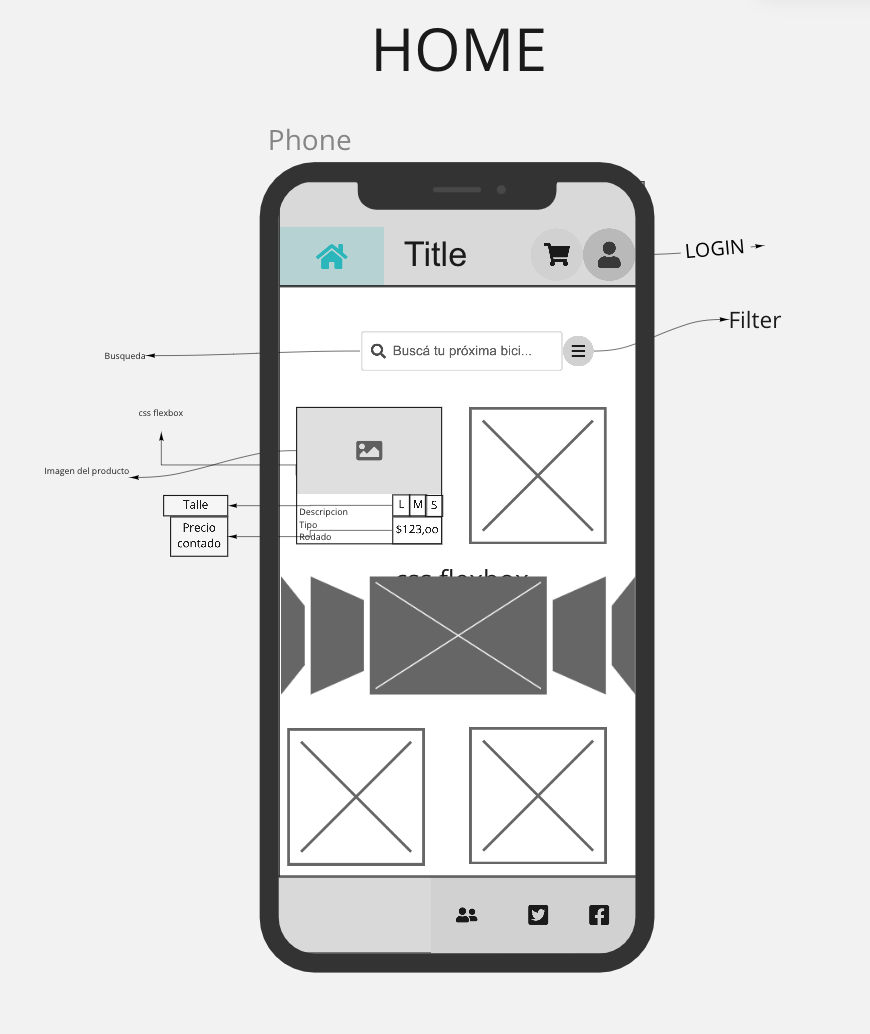 HOME
Phone
Title
LOGIN
Filter
Busqueda
Buscá tu próxima bici...
css flexbox
Imagen del producto
Talle
L M S
Descripcion
Tipo
Rodado
$123,oo
Precio
contado
css flexbox